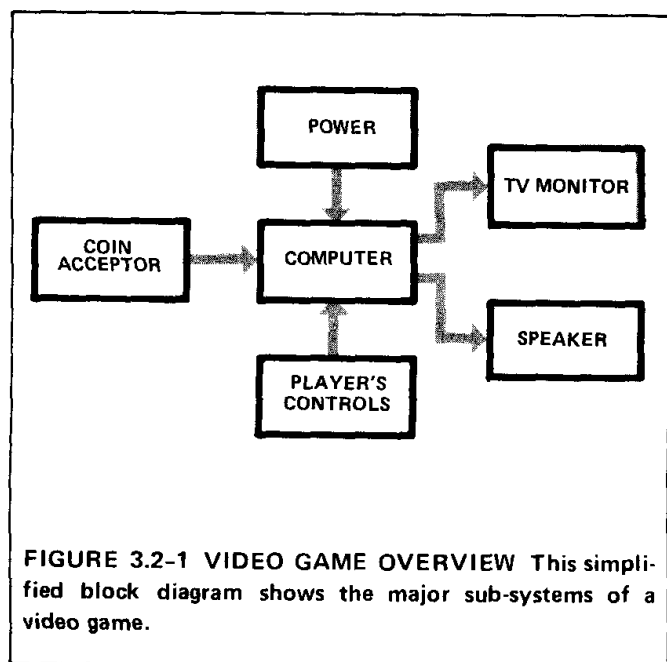 POWER
TV MONITOR
COIN
ACCEPTOR
COMPUTER
SPEAKER
PLAYER'S
CONTROLS
FIGURE 3.2-1 VIDEO GAME OVERVIEW This simpli-
fied block diagram shows the major sub-systems of a
video game.